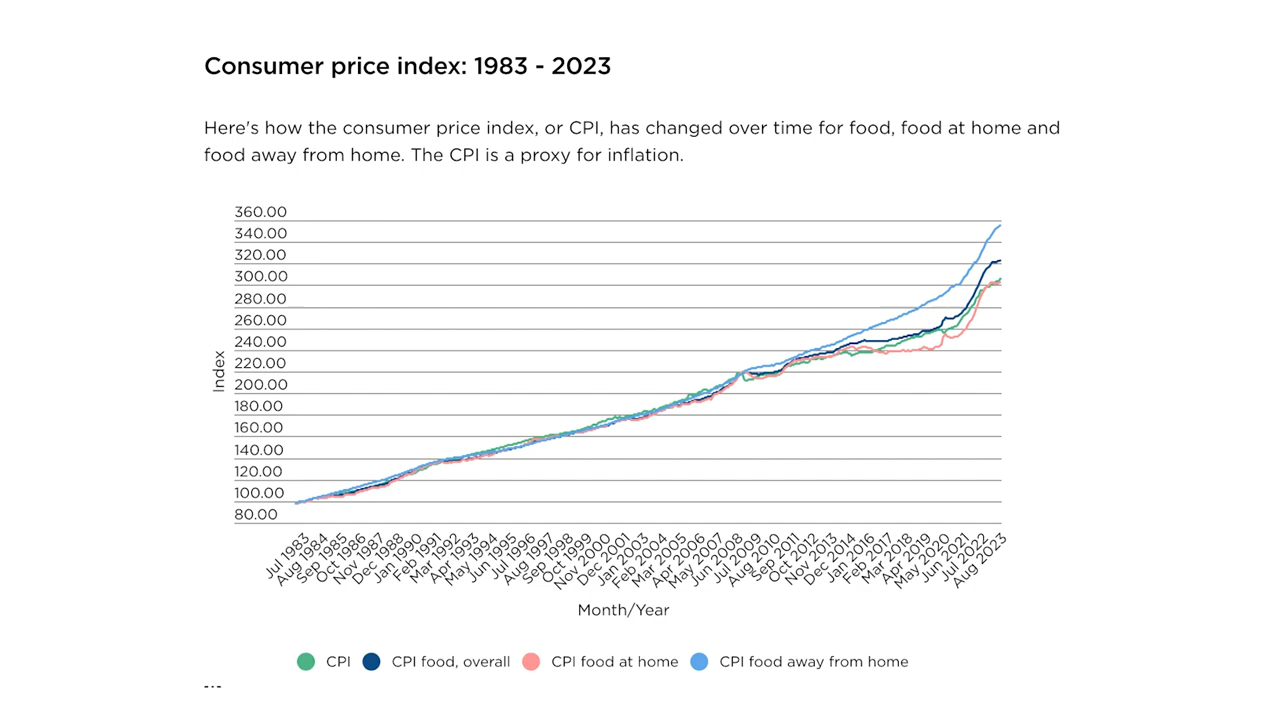 Consumer price index: 1983 - 2023
Here's how the consumer price index, or CPI, has changed over time for food, food at home and
food away from home. The CPI is a proxy for inflation.
360.00
340.00
320.00
300.00
280.00
260.00
240.00
220.00
200.00
180.00
160.00
140.00
120.00
100.00
80.00
Index
Jul 1983
Aug 1984
Sep 1985
Oct 1986
Nov 1987
Dec 1988
Jan 1990
Feb 1991
Mar 1992
Apr 1993
May 1994
Jun 1995
Jul 1996
Aug 1997
Sep 1998
Oct 1999
Nov 2000
Dec 2001
Jan 2003
Feb 2004
Mar 2005
Apr 2006
May 2007
Jun 2008
Jul 2009
Aug 2010
Sep 2011
Oct 2012
Nov 2013
Dec 2014
Jan 2016
Feb 2017
Mar 2018
Apr 2019
May 2020
Jun 2021
Jul 2022
Aug 2023
Month/Year
CPI
CPI food, overall
CPI food at home
CPI food away from home